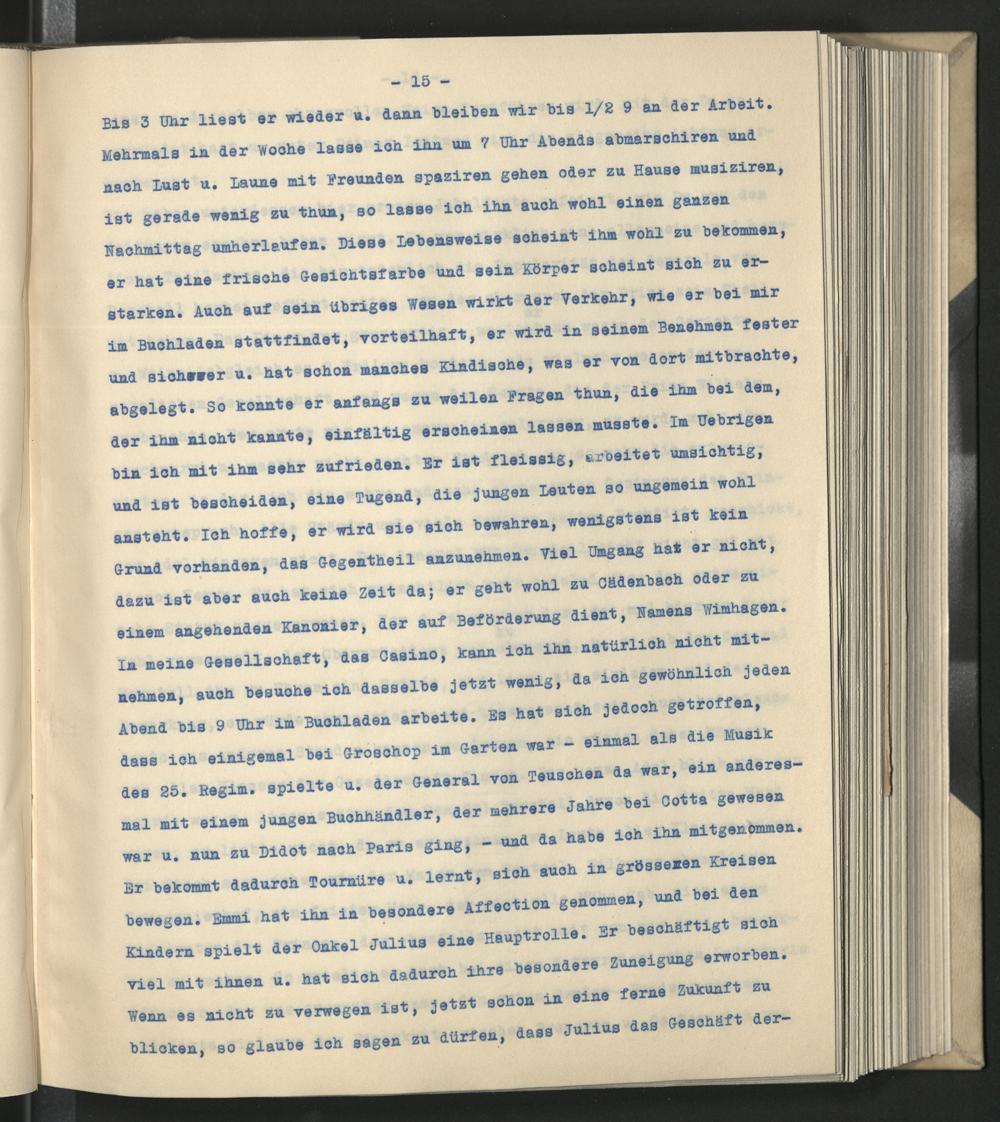 - 15 -
Bis 3 Uhr liest er wieder u. dann bleiben wir bis 1/2 9 an der Arbeit.
Mehrmals in der Woche lasse ich ihn um 7 Uhr Abends abmarschiren und
nach Lust u. Laune mit Freunden spaziren gehen oder zu Hause musiziren,
ist gerade wenig zu thun, so lasse ich ihn auch wohl einen ganzen
Nachmittag umherlaufen. Diese Lebensweise scheint ihm wohl zu bekommen,
er hat eine frische Gesichtsfarbe und sein Körper scheint sich zu er-
starken. Auch auf sein übriges Wesen wirkt der Verkehr, wie er bei mir
im Buchladen stattfindet, vorteilhaft, er wird in seinem Benehmen fester
und sicherer u. hat schon manches Kindische, was er von dort mitbrachte,
abgelegt. So konnte er anfangs zu weilen Fragen thun, die ihm bei dem,
der ihm nicht kannte, einfältig erscheinen lassen musste. Im Uebrigen
bin ich mit ihm sehr zufrieden. Er ist fleissig, arbeitet umsichtig,
und ist bescheiden, eine Tugend, die jungen Leuten so ungemein wohl
ansteht. Ich hoffe, er wird sie sich bewahren, wenigstens ist kein
Grund vorhanden, das Gegentheil anzunehmen. Viel Umgang hat er nicht,
dazu ist aber auch keine Zeit da; er geht wohl zu Cädenbach oder zu
einem angehenden Kanonier, der auf Beförderung dient, Namens Wimhagen.
In meine Gesellschaft, das Casino, kann ich ihn natürlich nicht mit-
nehmen, auch besuche ich dasselbe jetzt wenig, da ich gewöhnlich jeden
Abend bis 9 Uhr im Buchladen arbeite. Es hat sich jedoch getroffen,
dass ich einigemal bei Groschop im Garten war - einmal als die Musik
des 25. Regim. spielte u. der General von Teuschen da war, ein anderes-
mal mit einem jungen Buchhändler, der mehrere Jahre bei Cotta gewesen
war u. nun zu Didot nach Paris ging, - und da habe ich ihn mitgenommen.
Er bekommt dadurch Tournüre u. lernt, sich auch in grösseren Kreisen
bewegen. Emmi hat ihn in besondere Affection genommen, und bei den
Kindern spielt der Onkel Julius eine Hauptrolle. Er beschäftigt sich
viel mit ihnen u. hat sich dadurch ihre besondere Zuneigung erworben.
Wenn es nicht zu verwegen ist, jetzt schon in eine ferne Zukunft zu
blicken, so glaube ich sagen zu dürfen, dass Julius das Geschäft der-